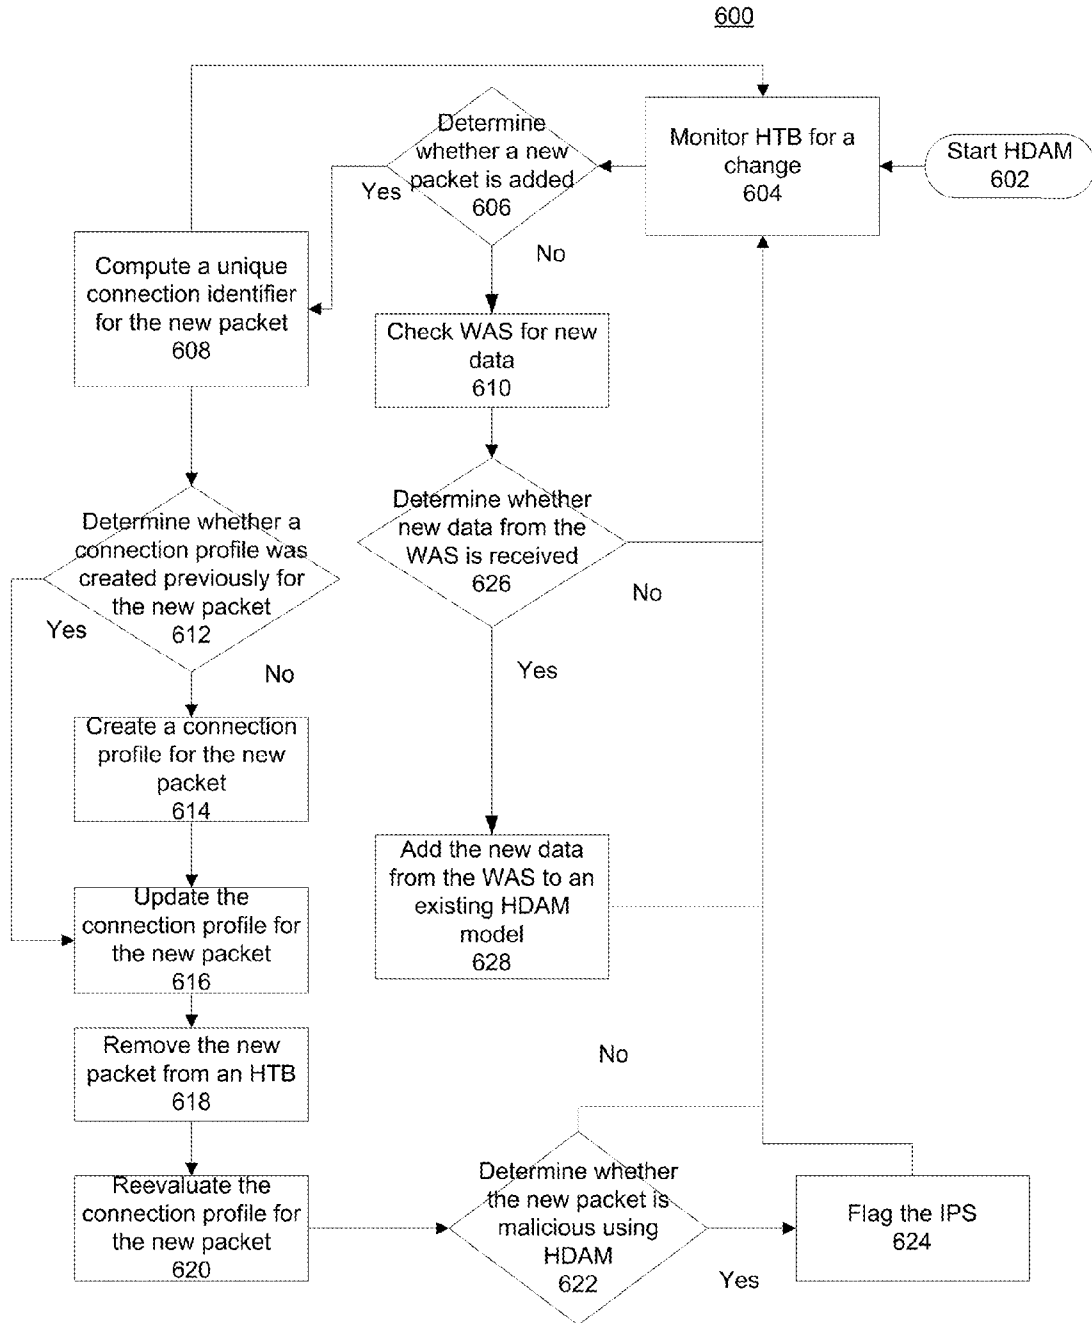 600
Start HDAM
602
Monitor HTB for a
change
604
Determine
whether a new
packet is added
606
Yes
No
Compute a unique
connection identifier
for the new packet
608
Check WAS for new
data
610
Determine whether a
connection profile was
created previously for
the new packet
612
Yes
No
Determine whether
new data from the
WAS is received
626
No
Yes
Create a connection
profile for the new
packet
614
Update the
connection profile for
the new packet
616
Add the new data
from the WAS to an
existing HDAM
model
628
Remove the new
packet from an HTB
618
No
Reevaluate the
connection profile for
the new packet
620
Determine whether
the new packet is
malicious using
HDAM
622
Yes
Flag the IPS
624